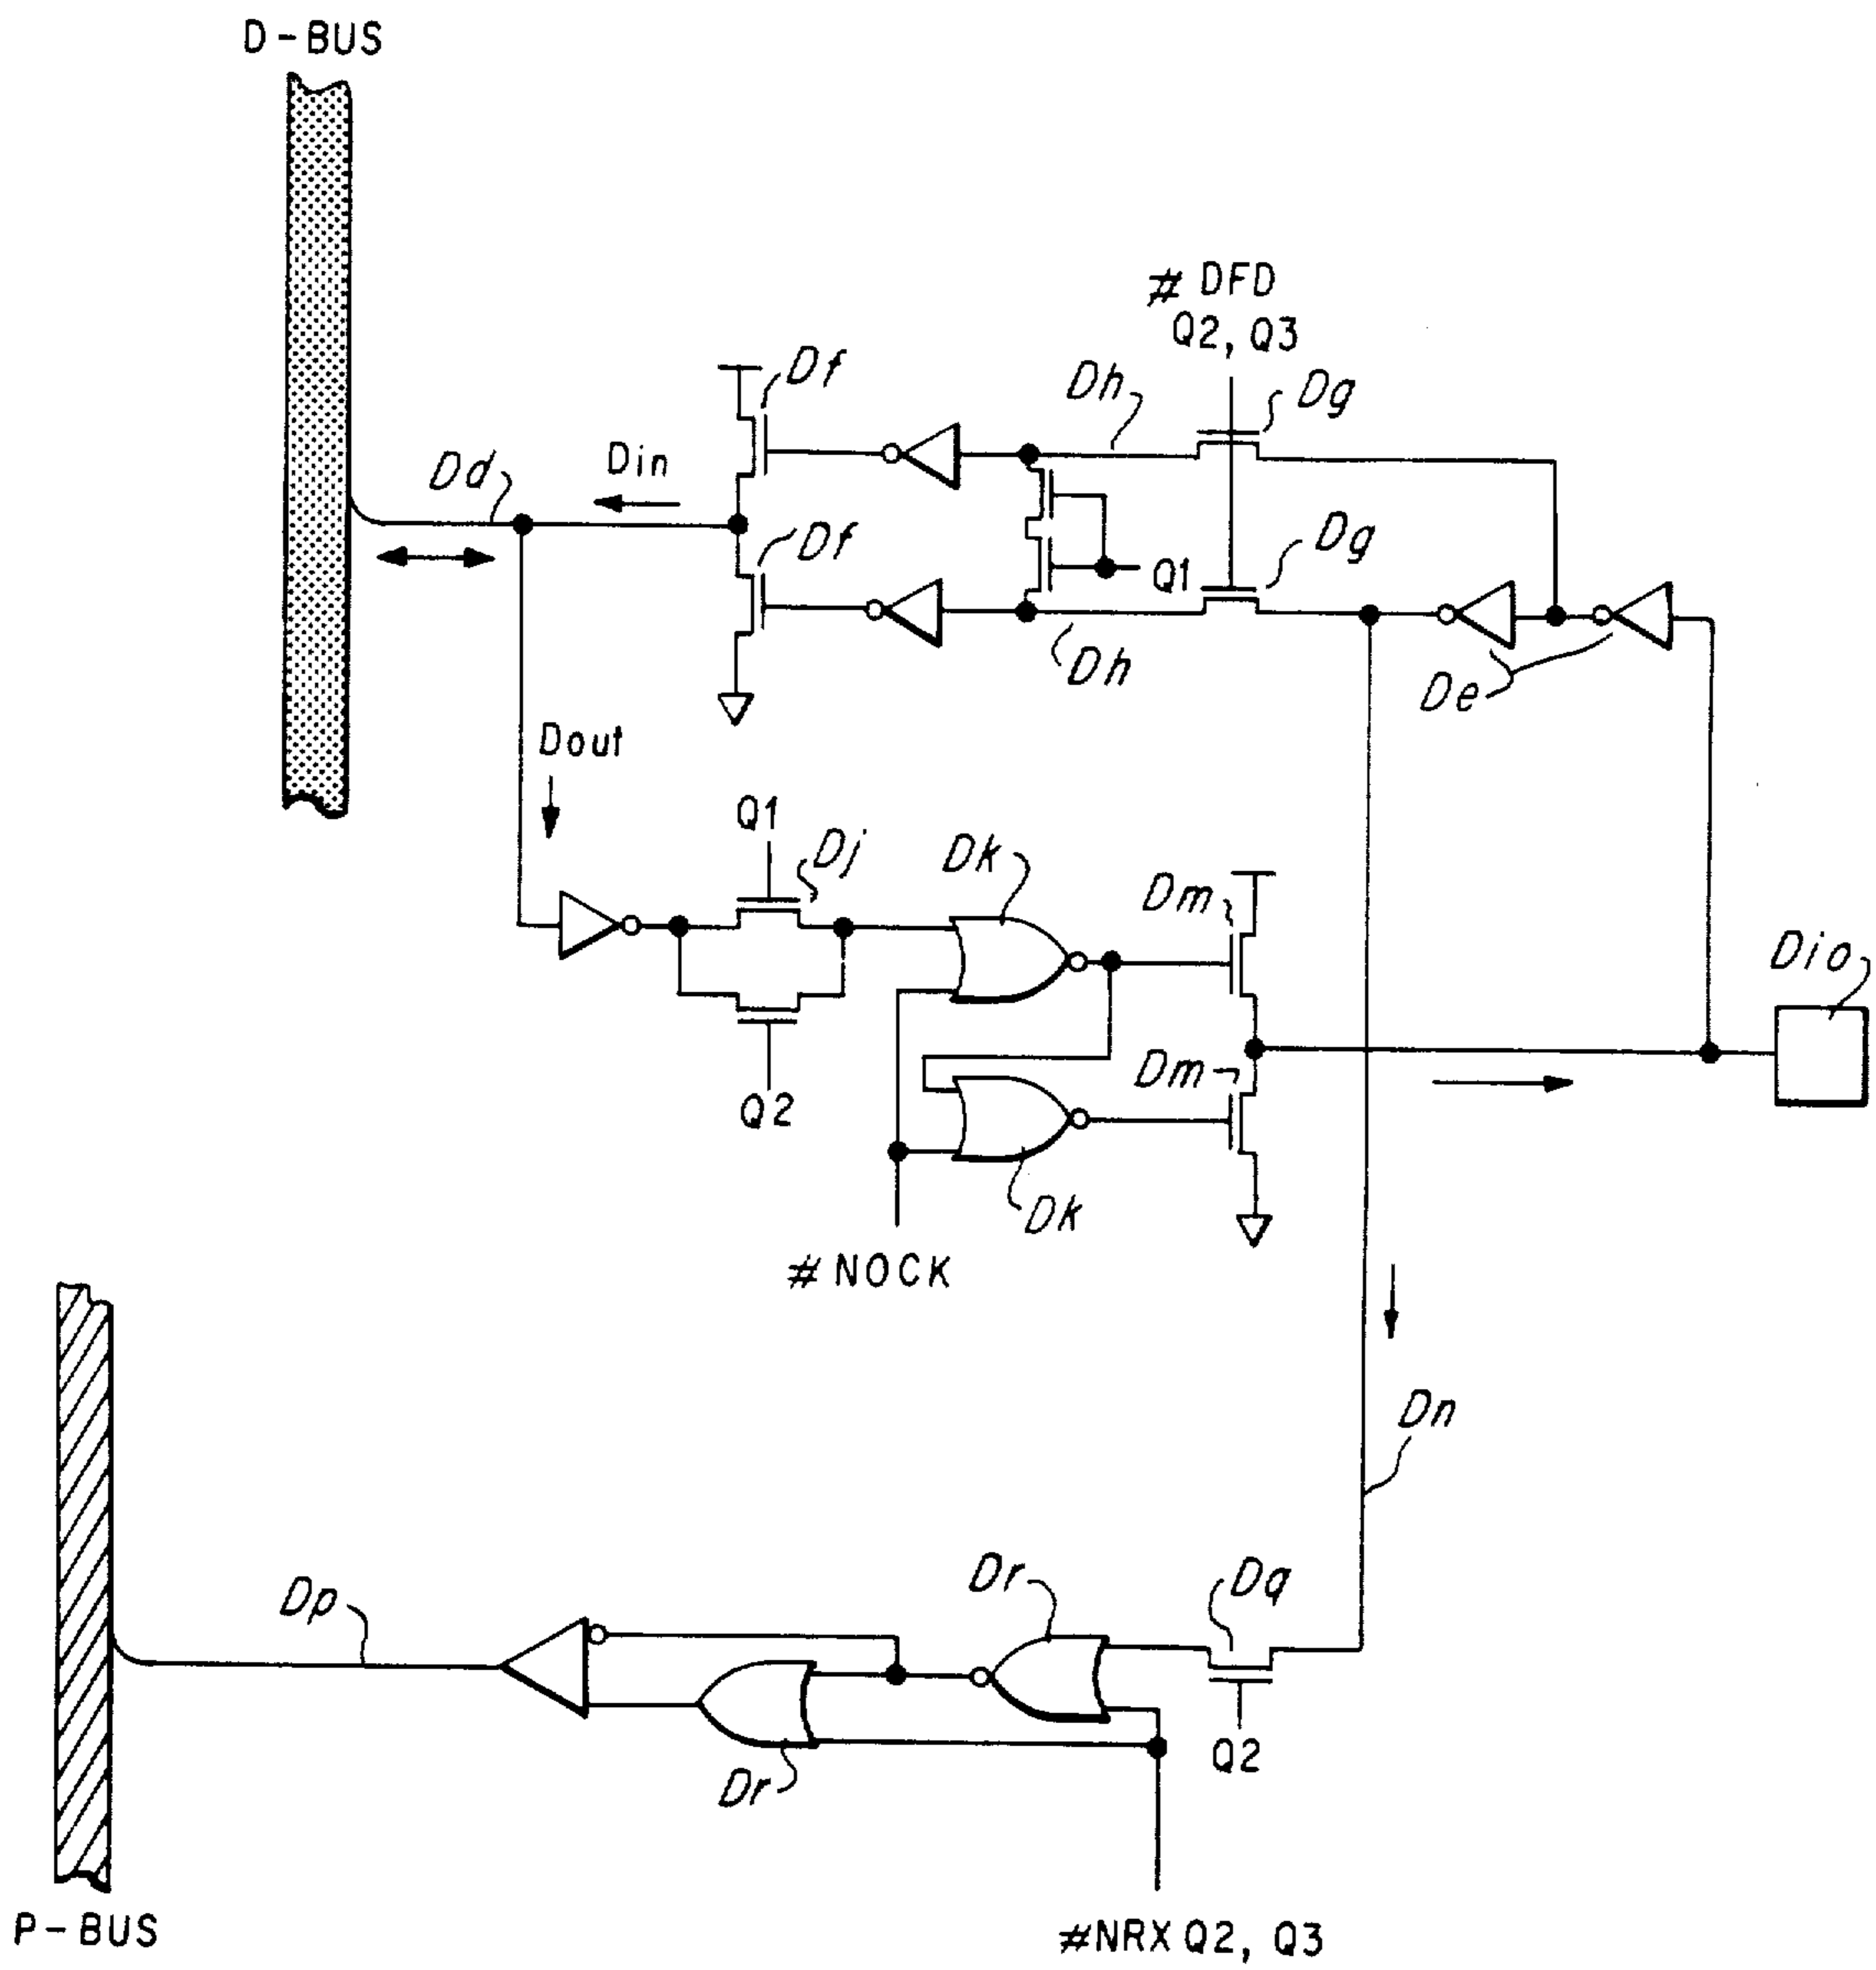 D-BUS
# DFD
Q2, Q3
Df
Dh
Dg
Dd
Din
Df
Dg
Q1
Dh
De
Dout
Q1
Dj
Dk
Dm
Dio
Dm
Q2
Dk
#NOCK
Dn
Dr
Dq
Dp
Q2
Dr
P-BUS
#NRX Q2, Q3